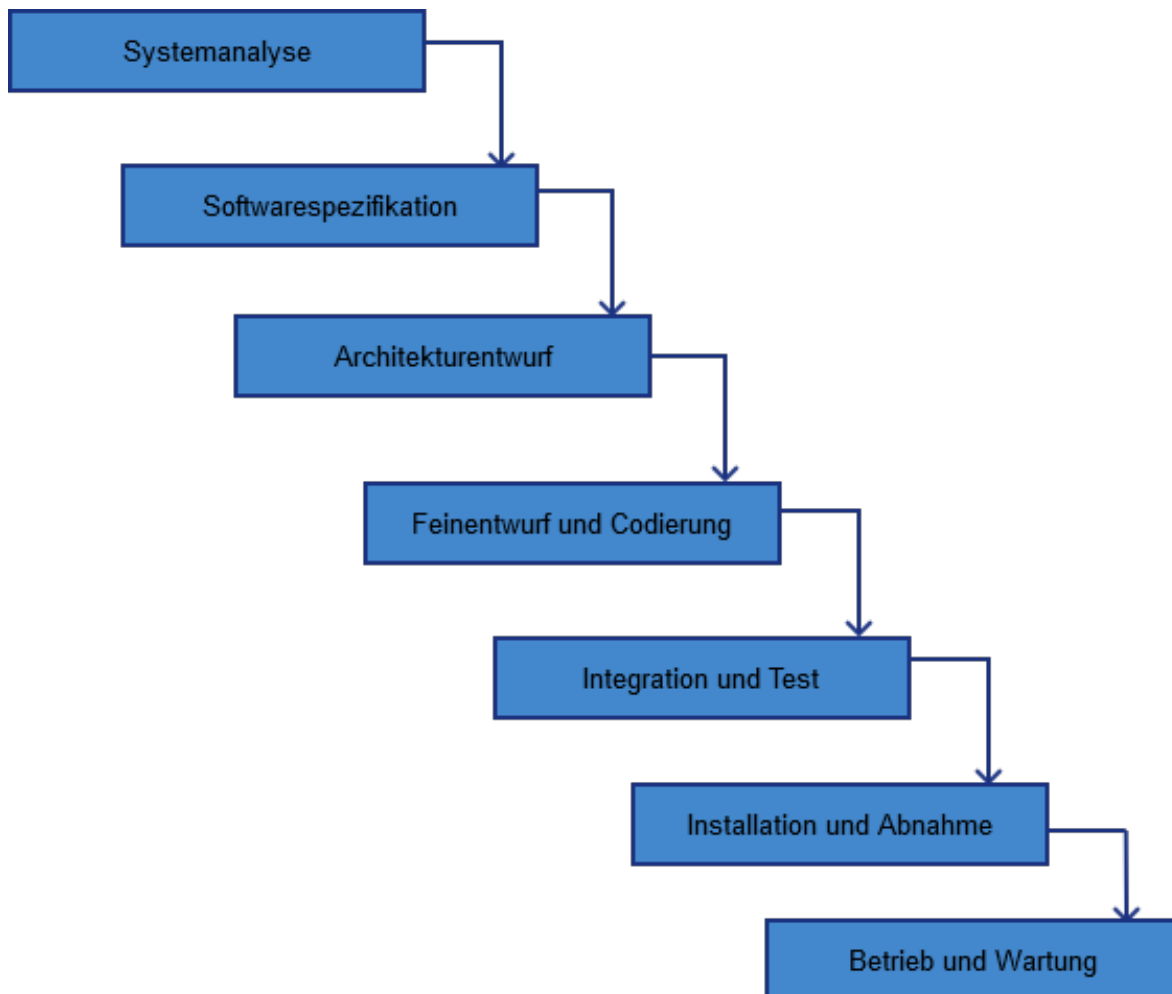 Systemanalyse
Softwarespezifikation
Architekturentwurf
Feinentwurf und Codierung
Integration und Test
Installation und Abnahme
Betrieb und Wartung